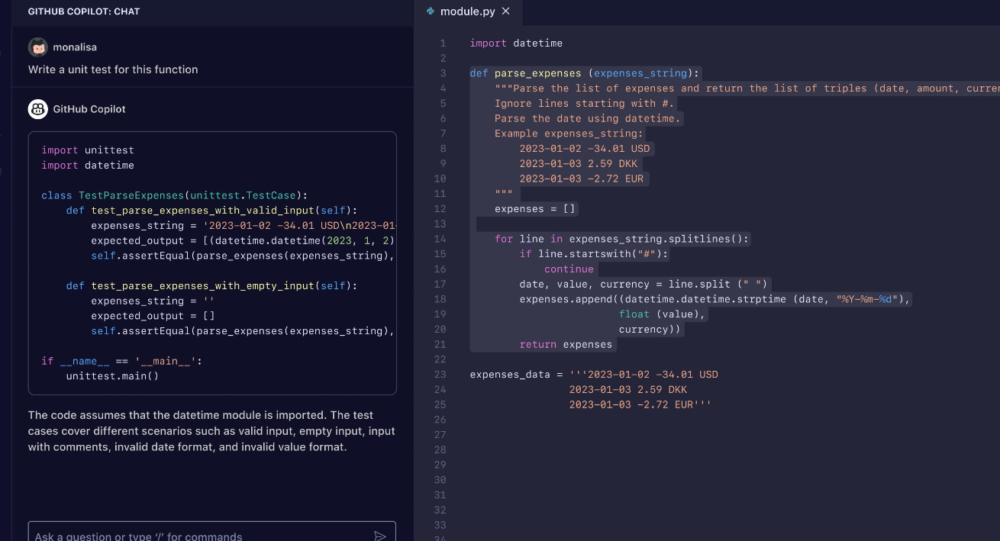 GITHUB COPILOT: CHAT
monalisa
Write a unit test for this function
GitHub Copilot
import unittest
import datetime
class TestParseExpenses(unittest.TestCase):
def test_parse_expenses_with_valid_input(self):
expenses_string = '2023-01-02 -34.01 USD\n2023-01-
expected_output = [(datetime.datetime(2023, 1, 2)
self.assertEqual(parse_expenses(expenses_string),
def test_parse_expenses_with_empty_input(self):
expenses_string = ''
expected_output = []
self.assertEqual(parse_expenses(expenses_string),
if __name__ == '__main__':
unittest.main()
The code assumes that the datetime module is imported. The test
cases cover different scenarios such as valid input, empty input, input
with comments, invalid date format, and invalid value format.
Ask a question or type '/' for commands
module.py
1 import datetime
2
3 def parse_expenses (expenses_string):
4 """Parse the list of expenses and return the list of triples (date, amount, curren
5 Ignore lines starting with #.
6 Parse the date using datetime.
7 Example expenses_string:
8 2023-01-02 -34.01 USD
9 2023-01-03 2.59 DKK
10 2023-01-03 -2.72 EUR
11 """
12 expenses = []
13
14 for line in expenses_string.splitlines():
15 if line.startswith("#"):
16 continue
17 date, value, currency = line.split (" ")
18 expenses.append((datetime.datetime.strptime (date, "%Y-%m-%d"),
19 float (value),
20 currency))
21 return expenses
22
23 expenses_data = '''2023-01-02 -34.01 USD
24 2023-01-03 2.59 DKK
25 2023-01-03 -2.72 EUR'''
26
27
28
29
30
31
32
33
34